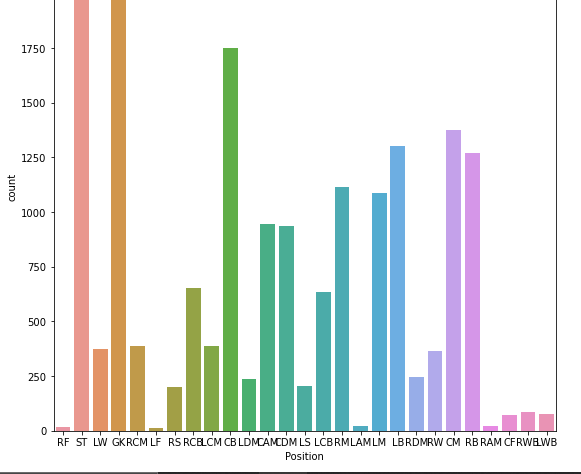 1750
1500
1250
1000
750
500
250
0
count
RF ST LW GK RCM LF RS RCB LCM CB LDM CAM CDM LS LCB RM LAM LM LB RDM RW CM RB RAM CF RWB LWB
Position